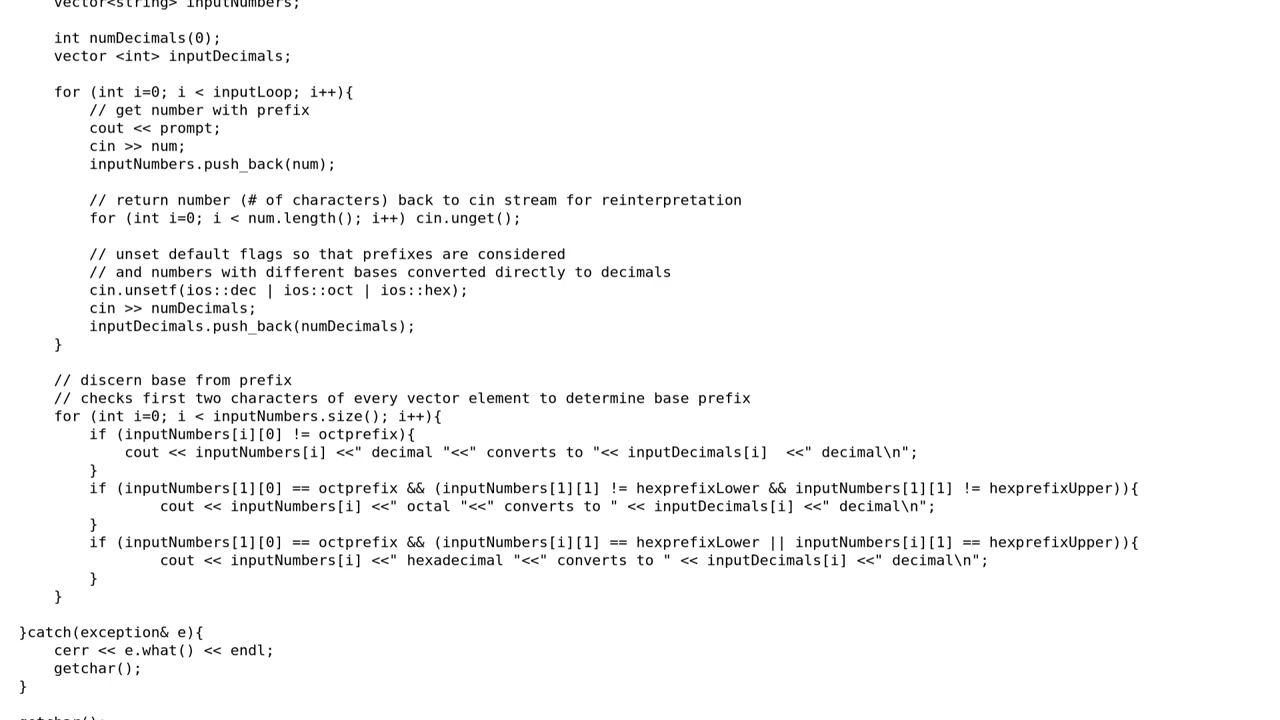 vector<string> inputNumbers;

    int numDecimals(0);
    vector <int> inputDecimals;

    for (int i=0; i < inputLoop; i++){
        // get number with prefix
        cout << prompt;
        cin >> num;
        inputNumbers.push_back(num);

        // return number (# of characters) back to cin stream for reinterpretation
        for (int i=0; i < num.length(); i++) cin.unget();

        // unset default flags so that prefixes are considered
        // and numbers with different bases converted directly to decimals
        cin.unsetf(ios::dec | ios::oct | ios::hex);
        cin >> numDecimals;
        inputDecimals.push_back(numDecimals);
    }

    // discern base from prefix
    // checks first two characters of every vector element to determine base prefix
    for (int i=0; i < inputNumbers.size(); i++){
        if (inputNumbers[i][0] != octprefix){
            cout << inputNumbers[i] <<" decimal "<<" converts to "<< inputDecimals[i]  <<" decimal\n";
        }
        if (inputNumbers[1][0] == octprefix && (inputNumbers[1][1] != hexprefixLower && inputNumbers[1][1] != hexprefixUpper)){
                cout << inputNumbers[i] <<" octal "<<" converts to " << inputDecimals[i] <<" decimal\n";
        }
        if (inputNumbers[1][0] == octprefix && (inputNumbers[i][1] == hexprefixLower || inputNumbers[i][1] == hexprefixUpper)){
                cout << inputNumbers[i] <<" hexadecimal "<<" converts to " << inputDecimals[i] <<" decimal\n";
        }
    }

}catch(exception& e){
    cerr << e.what() << endl;
    getchar();
}

getchar();